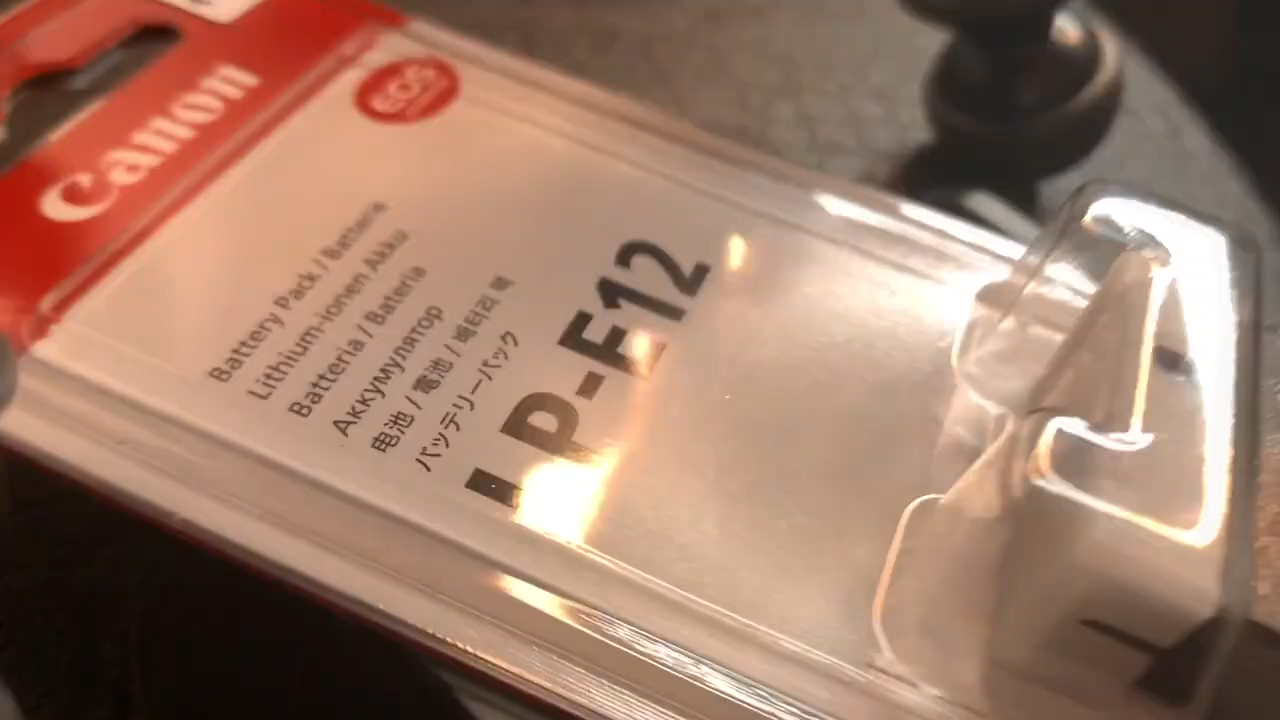 Canon
EOS
Battery Pack / Batterie
Lithium-ionen Akku
Batteria / Batería
Аккумулятор
电池 / 電池 / 배터리 팩
バッテリーパック
LP-E12